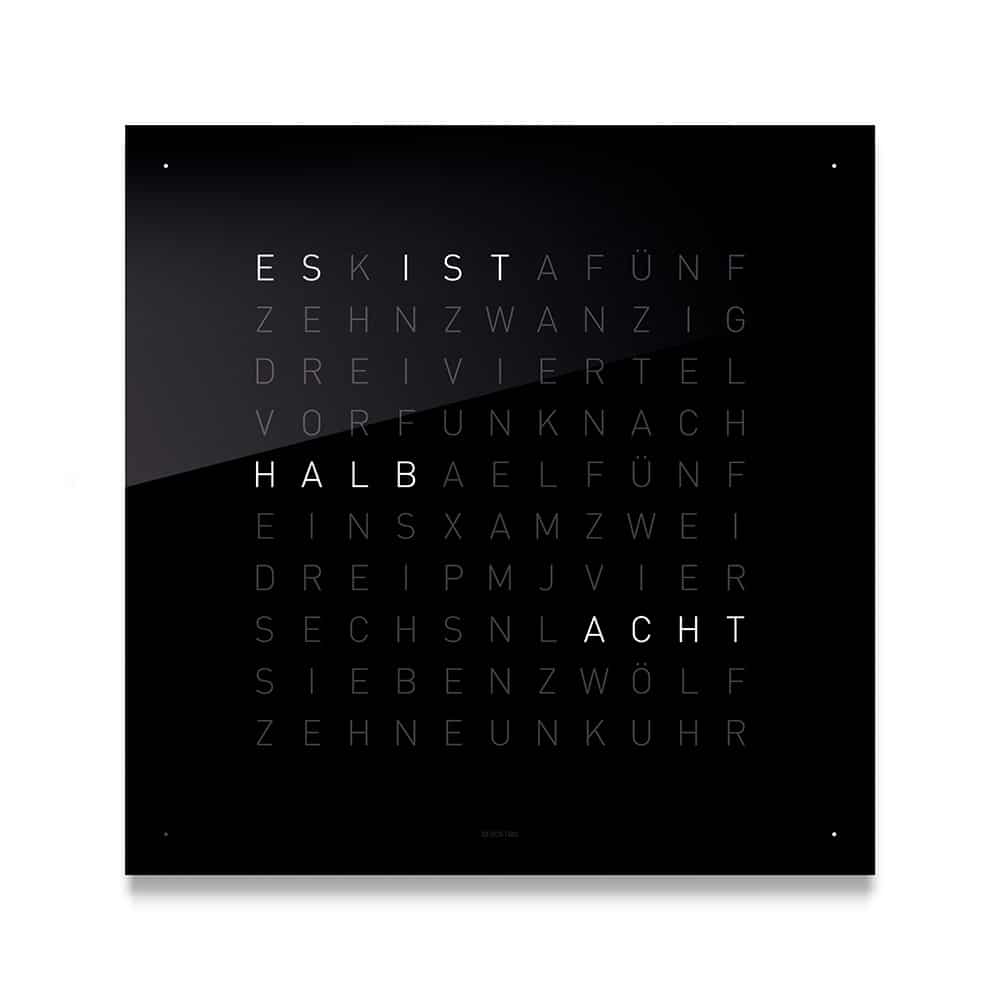 ESKISTAFÜNF
ZEHNZWANZIG
DREIVIERTEL
VORFUNKNACH
HALBAELFÜNF
EINSXAMZWEI
DREIPMJVIER
SECHSNLACHT
SIEBENZWÖLF
ZEHNEUNKUHR